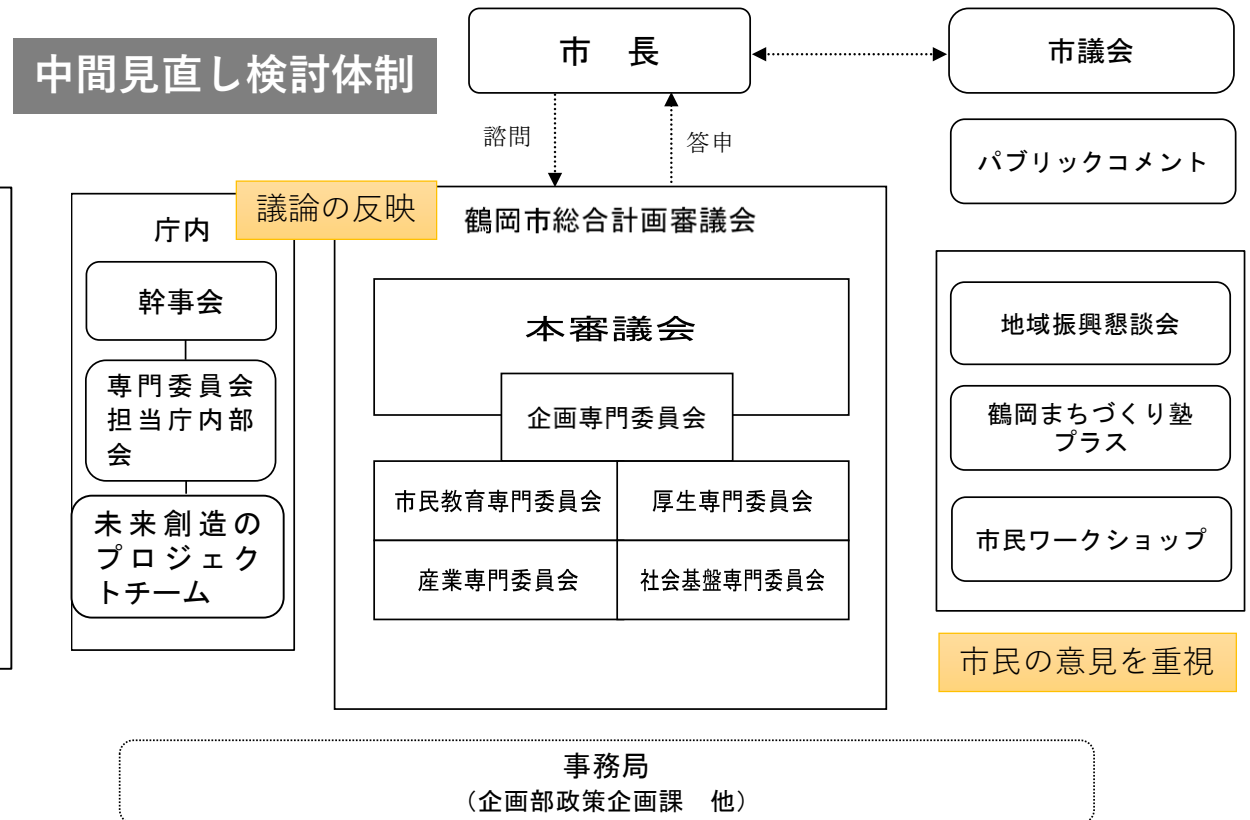 中間見直し検討体制
市　長
市議会
諮問
答申
パブリックコメント
議論の反映
庁内
幹事会
専門委員会
担当庁内部
会
未来創造の
プロジェク
トチーム
鶴岡市総合計画審議会
本審議会
企画専門委員会
市民教育専門委員会
厚生専門委員会
産業専門委員会
社会基盤専門委員会
地域振興懇談会
鶴岡まちづくり塾
プラス
市民ワークショップ
市民の意見を重視
事務局
（企画部政策企画課　他）